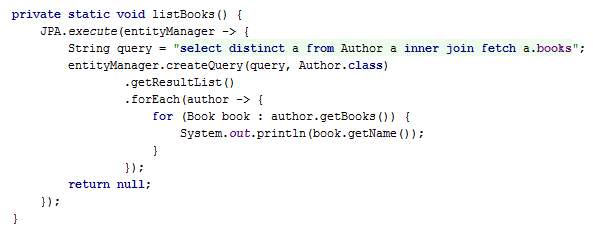 private static void listBooks() {
    JPA.execute(entityManager -> {
        String query = "select distinct a from Author a inner join fetch a.books";
        entityManager.createQuery(query, Author.class)
                .getResultList()
                .forEach(author -> {
                    for (Book book : author.getBooks()) {
                        System.out.println(book.getName());
                    }
                });
        return null;
    });
}